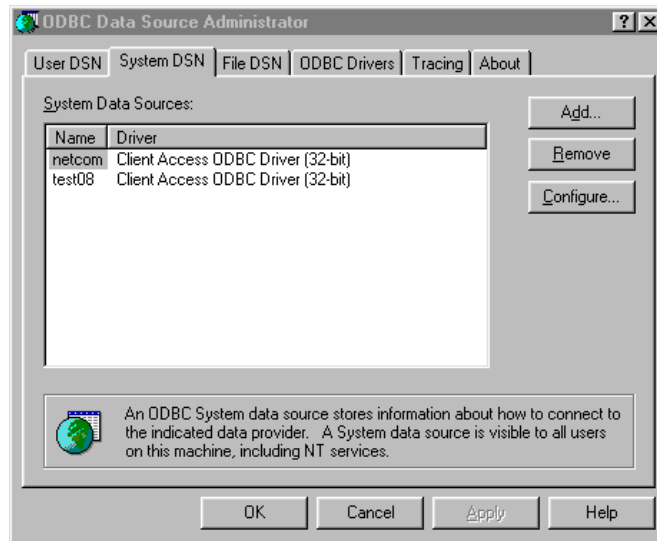 ODBC Data Source Administrator
User DSN System DSN File DSN ODBC Drivers Tracing About
System Data Sources:
Add...
Name Driver
netcom Client Access ODBC Driver (32-bit)
Remove
test08 Client Access ODBC Driver (32-bit)
Configure...
An ODBC System data source stores information about how to connect to
the indicated data provider. A System data source is visible to all users
on this machine, including NT services.
OK Cancel Apply Help